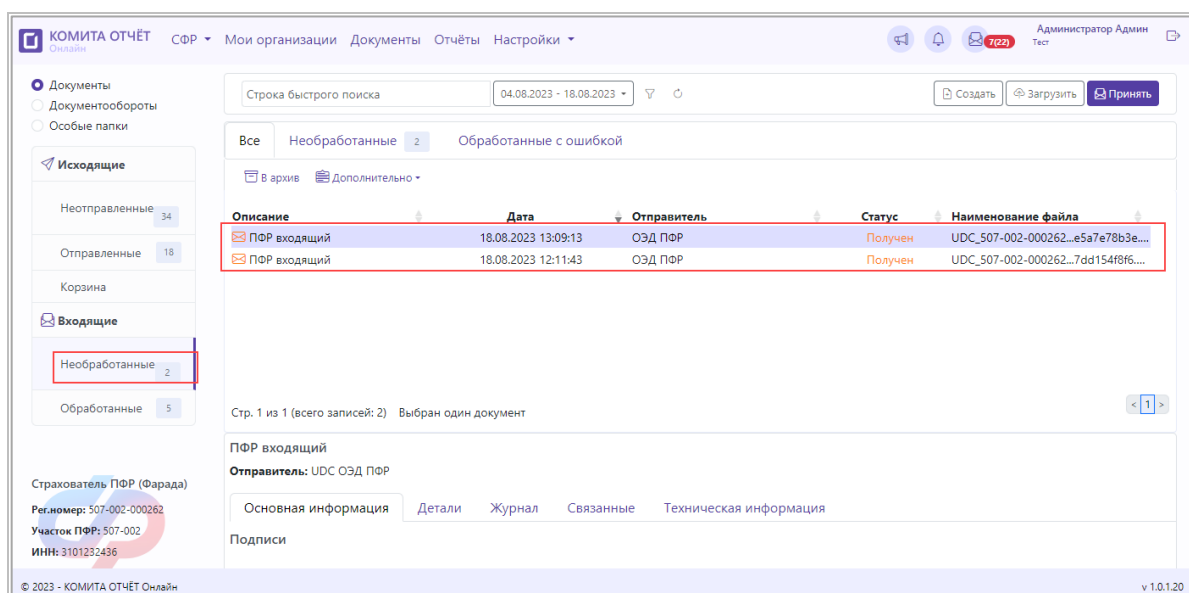 КОМИТА ОТЧЁТ
Онлайн
СФР
Мои организации
Документы
Отчёты
Настройки
7(22)
Администратор Админ
Тест
Документы
Документообороты
Особые папки
Исходящие
Неотправленные 34
Отправленные 18
Корзина
Входящие
Необработанные 2
Обработанные 5
Страхователь ПФР (Фарада)
Рег.номер: 507-002-000262
Участок ПФР: 507-002
ИНН: 3101232436
Строка быстрого поиска
04.08.2023 - 18.08.2023
Создать
Загрузить
Принять
Все
Необработанные 2
Обработанные с ошибкой
В архив
Дополнительно
Описание Дата Отправитель Статус Наименование файла
ПФР входящий 18.08.2023 13:09:13 ОЭД ПФР Получен UDC_507-002-000262...e5a7e78b3e....
ПФР входящий 18.08.2023 12:11:43 ОЭД ПФР Получен UDC_507-002-000262...7dd154f8f6....
Стр. 1 из 1 (всего записей: 2) Выбран один документ
< 1 >
ПФР входящий
Отправитель: UDC ОЭД ПФР
Основная информация
Детали
Журнал
Связанные
Техническая информация
Подписи
© 2023 - КОМИТА ОТЧЁТ Онлайн
v 1.0.1.20